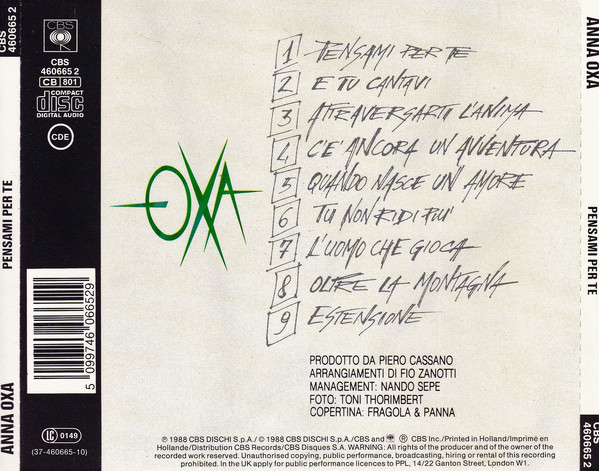 CBS
460665 2
ANNA OXA
PENSAMI PER TE
CBS
CBS
460665 2
CB 801
COMPACT
disc
DIGITAL AUDIO
CDE
5 099746 066529
LC 0149
(37-460665-10)
OXA
1 PENSAMI PER TE
2 E TU CANTAVI
3 ATTRAVERSARTI L'ANIMA
4 C'E' ANCORA UN AVVENTURA
5 QUANDO NASCE UN AMORE
6 TU NON RIDI PIU'
7 L'UOMO CHE GIOCA
8 OLTRE LA MONTAGNA
9 ESTENSIONE
PRODOTTO DA PIERO CASSANO
ARRANGIAMENTI DI FIO ZANOTTI
MANAGEMENT: NANDO SEPE
FOTO: TONI THORIMBERT
COPERTINA: FRAGOLA & PANNA
℗ 1988 CBS DISCHI S.p.A./© 1988 CBS DISCHI S.p.A./CBS and ® CBS Inc./Printed in Holland/Imprimé en
Hollande/Distribution CBS Records/CBS Disques S.A. WARNING: All rights of the producer and of the owner of the
recorded work reserved. Unauthorised copying, public performance, broadcasting, hiring or rental of this recording
prohibited. In the UK apply for public performance licences to PPL, 14/22 Ganton Street, London W1.
ANNA OXA
PENSAMI PER TE
CBS
460665 2